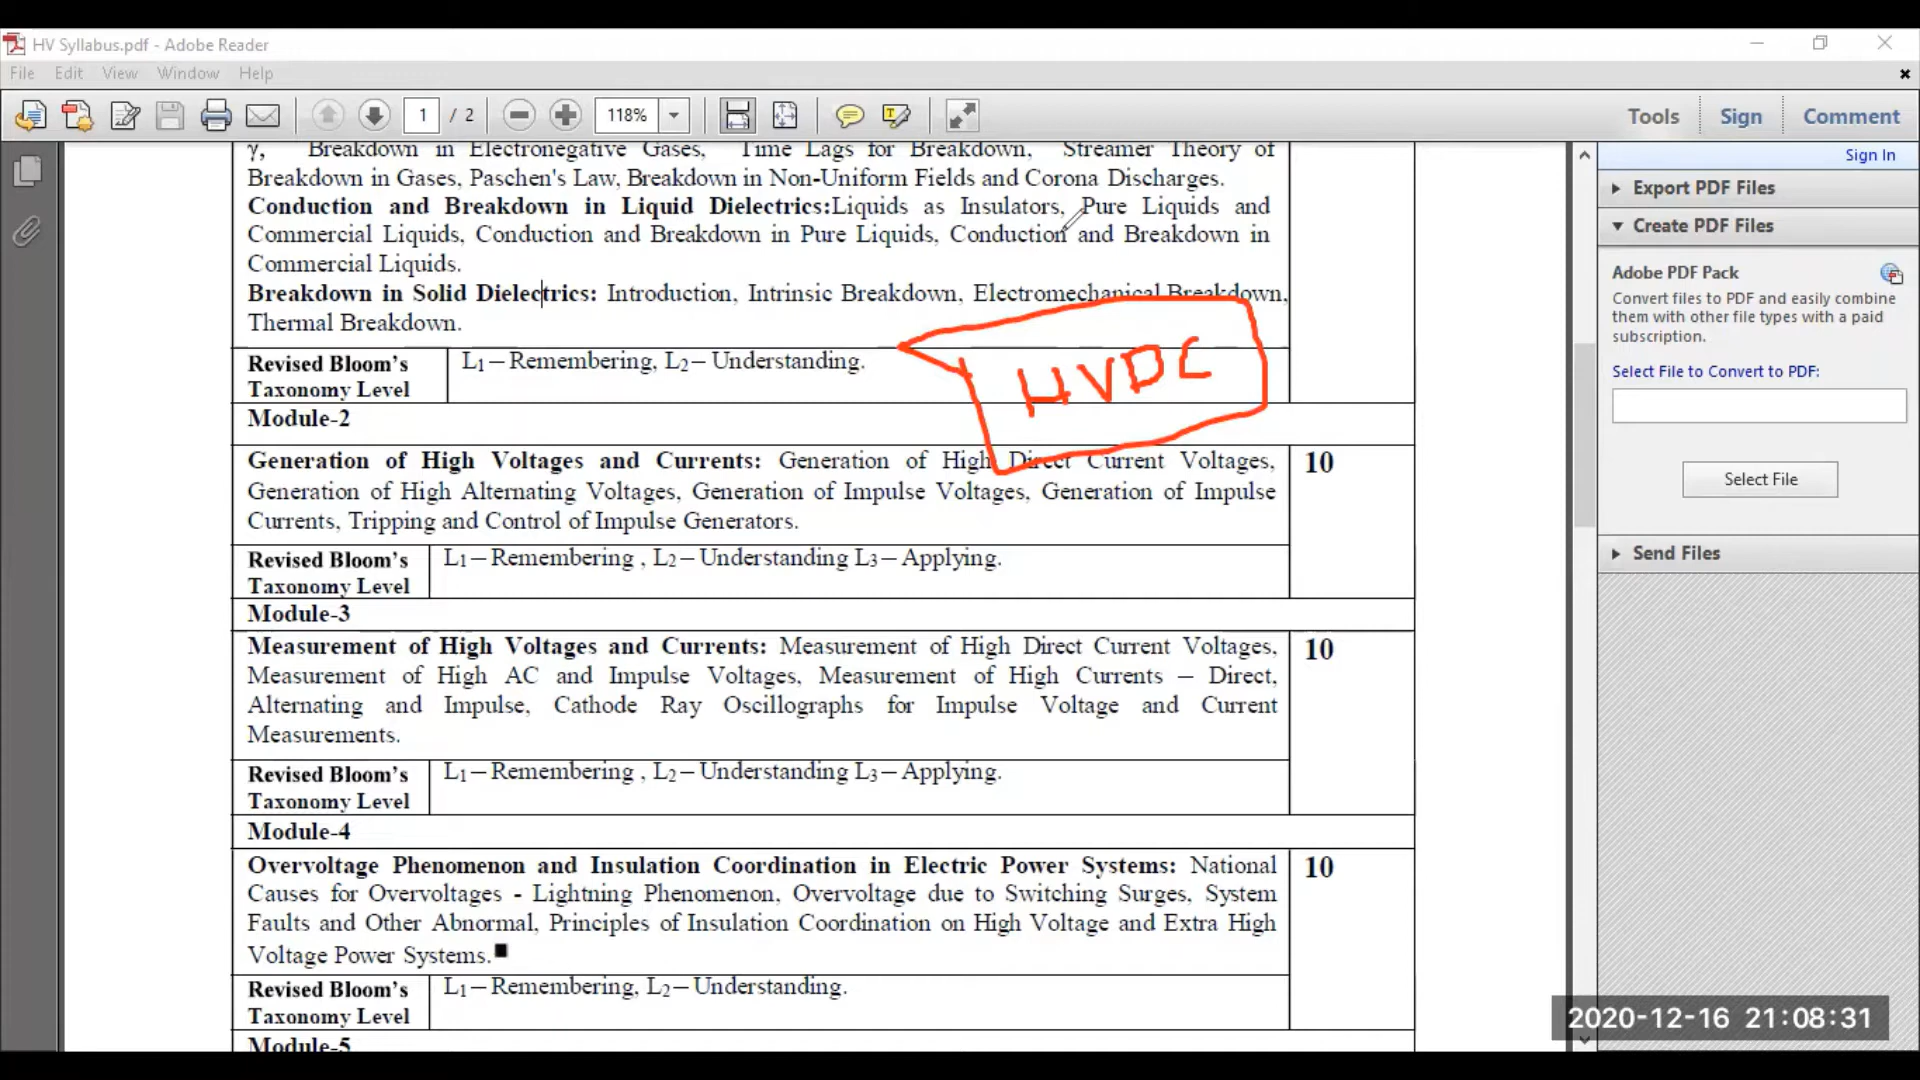 HV Syllabus.pdf - Adobe Reader
File Edit View Window Help
1 / 2 118% Tools Sign Comment
Sign In
γ, Breakdown in Electronegative Gases, Time Lags for Breakdown, Streamer Theory of
Breakdown in Gases, Paschen's Law, Breakdown in Non-Uniform Fields and Corona Discharges.
Conduction and Breakdown in Liquid Dielectrics:Liquids as Insulators, Pure Liquids and
Commercial Liquids, Conduction and Breakdown in Pure Liquids, Conduction and Breakdown in
Commercial Liquids.
Breakdown in Solid Dielectrics: Introduction, Intrinsic Breakdown, Electromechanical Breakdown,
Thermal Breakdown.
HVDC
Revised Bloom's
Taxonomy Level
L1 – Remembering, L2 – Understanding.
Module-2
Generation of High Voltages and Currents: Generation of High Direct Current Voltages,
Generation of High Alternating Voltages, Generation of Impulse Voltages, Generation of Impulse
Currents, Tripping and Control of Impulse Generators.
10
Revised Bloom's
Taxonomy Level
L1 – Remembering , L2 – Understanding L3 – Applying.
Module-3
Measurement of High Voltages and Currents: Measurement of High Direct Current Voltages,
Measurement of High AC and Impulse Voltages, Measurement of High Currents – Direct,
Alternating and Impulse, Cathode Ray Oscillographs for Impulse Voltage and Current
Measurements.
10
Revised Bloom's
Taxonomy Level
L1 – Remembering , L2 – Understanding L3 – Applying.
Module-4
Overvoltage Phenomenon and Insulation Coordination in Electric Power Systems: National
Causes for Overvoltages - Lightning Phenomenon, Overvoltage due to Switching Surges, System
Faults and Other Abnormal, Principles of Insulation Coordination on High Voltage and Extra High
Voltage Power Systems.■
10
Revised Bloom's
Taxonomy Level
L1 – Remembering, L2 – Understanding.
Module-5
Export PDF Files
Create PDF Files
Adobe PDF Pack
Convert files to PDF and easily combine
them with other file types with a paid
subscription.
Select File to Convert to PDF:
Select File
Send Files
2020-12-16 21:08:31